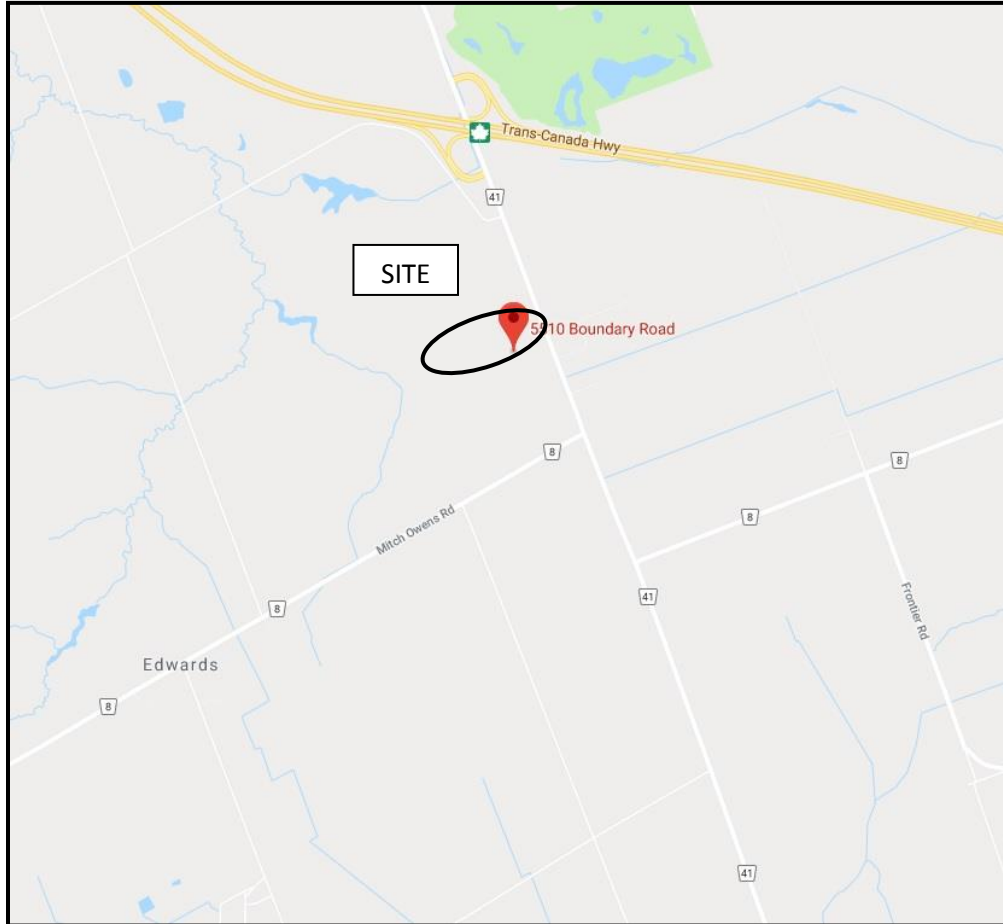 Trans-Canada Hwy
41
SITE
5510 Boundary Road
8
8
Mitch Owens Rd
8
41
Frontier Rd
8
Edwards
8
41